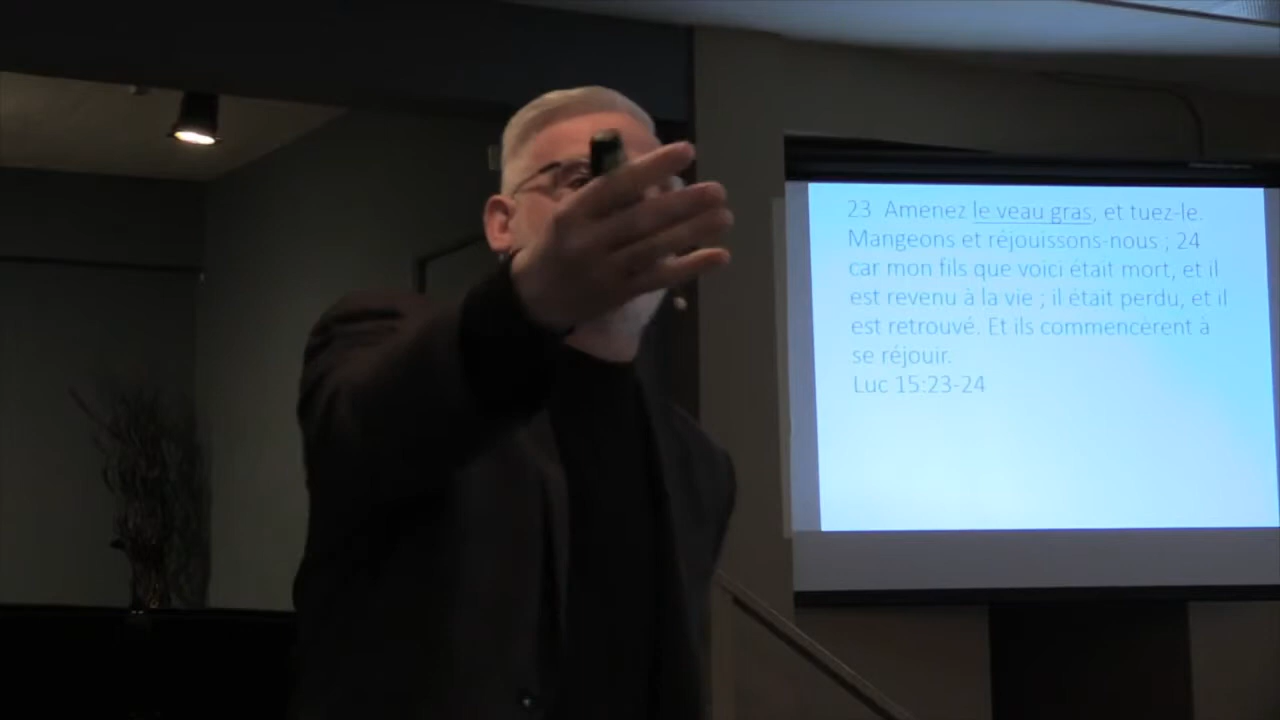 23 Amenez le veau gras, et tuez-le.
Mangeons et réjouissons-nous ; 24
car mon fils que voici était mort, et il
est revenu à la vie ; il était perdu, et il
est retrouvé. Et ils commencèrent à
se réjouir.
Luc 15:23-24